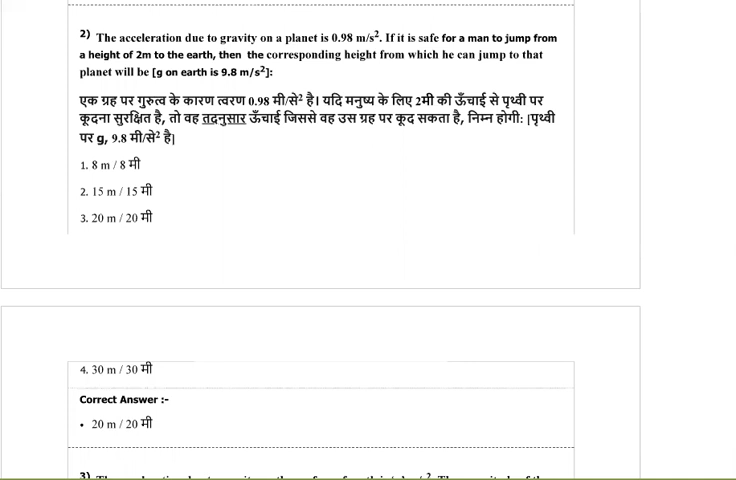 2) The acceleration due to gravity on a planet is 0.98 m/s². If it is safe for a man to jump from
a height of 2m to the earth, then the corresponding height from which he can jump to that
planet will be [g on earth is 9.8 m/s²]:
एक ग्रह पर गुरुत्व के कारण त्वरण 0.98 मी/से² है। यदि मनुष्य के लिए 2मी की ऊँचाई से पृथ्वी पर
कूदना सुरक्षित है, तो वह तदनुसार ऊँचाई जिससे वह उस ग्रह पर कूद सकता है, निम्न होगी: [पृथ्वी
पर g, 9.8 मी/से² है]
1. 8 m / 8 मी
2. 15 m / 15 मी
3. 20 m / 20 मी
4. 30 m / 30 मी
Correct Answer :-
• 20 m / 20 मी
3)